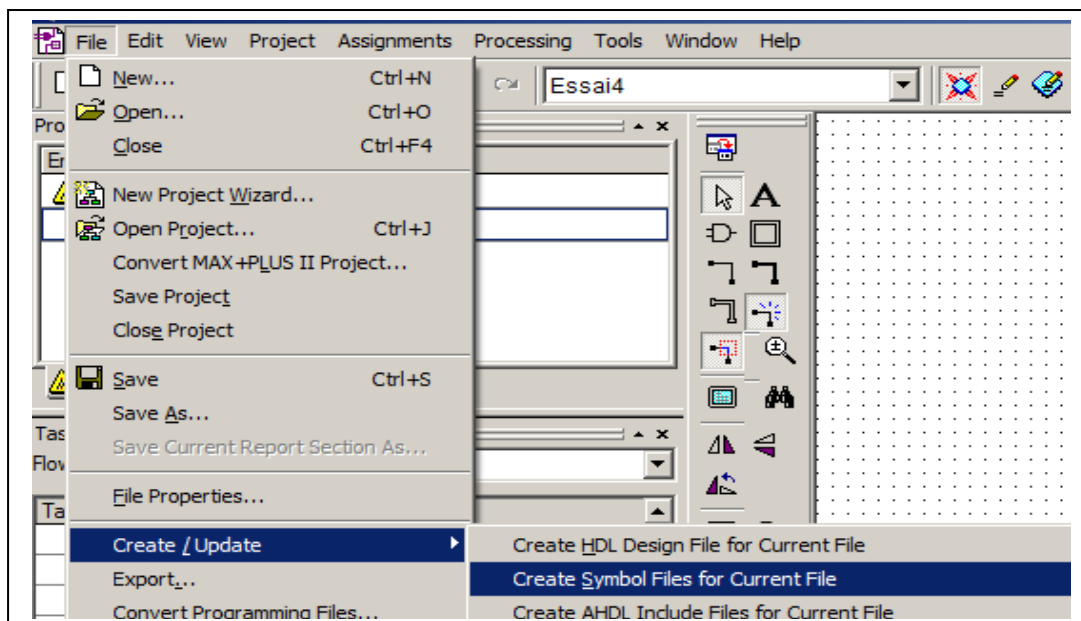 File Edit View Project Assignments Processing Tools Window Help
New... Ctrl+N
Essai4
Open... Ctrl+O
Close Ctrl+F4
New Project Wizard...
Open Project... Ctrl+J
Convert MAX+PLUS II Project...
Save Project
Close Project
Save Ctrl+S
Save As...
Save Current Report Section As...
File Properties...
Create / Update
Create HDL Design File for Current File
Create Symbol Files for Current File
Export...
Convert Programming Files...
Create AHDL Include Files for Current File